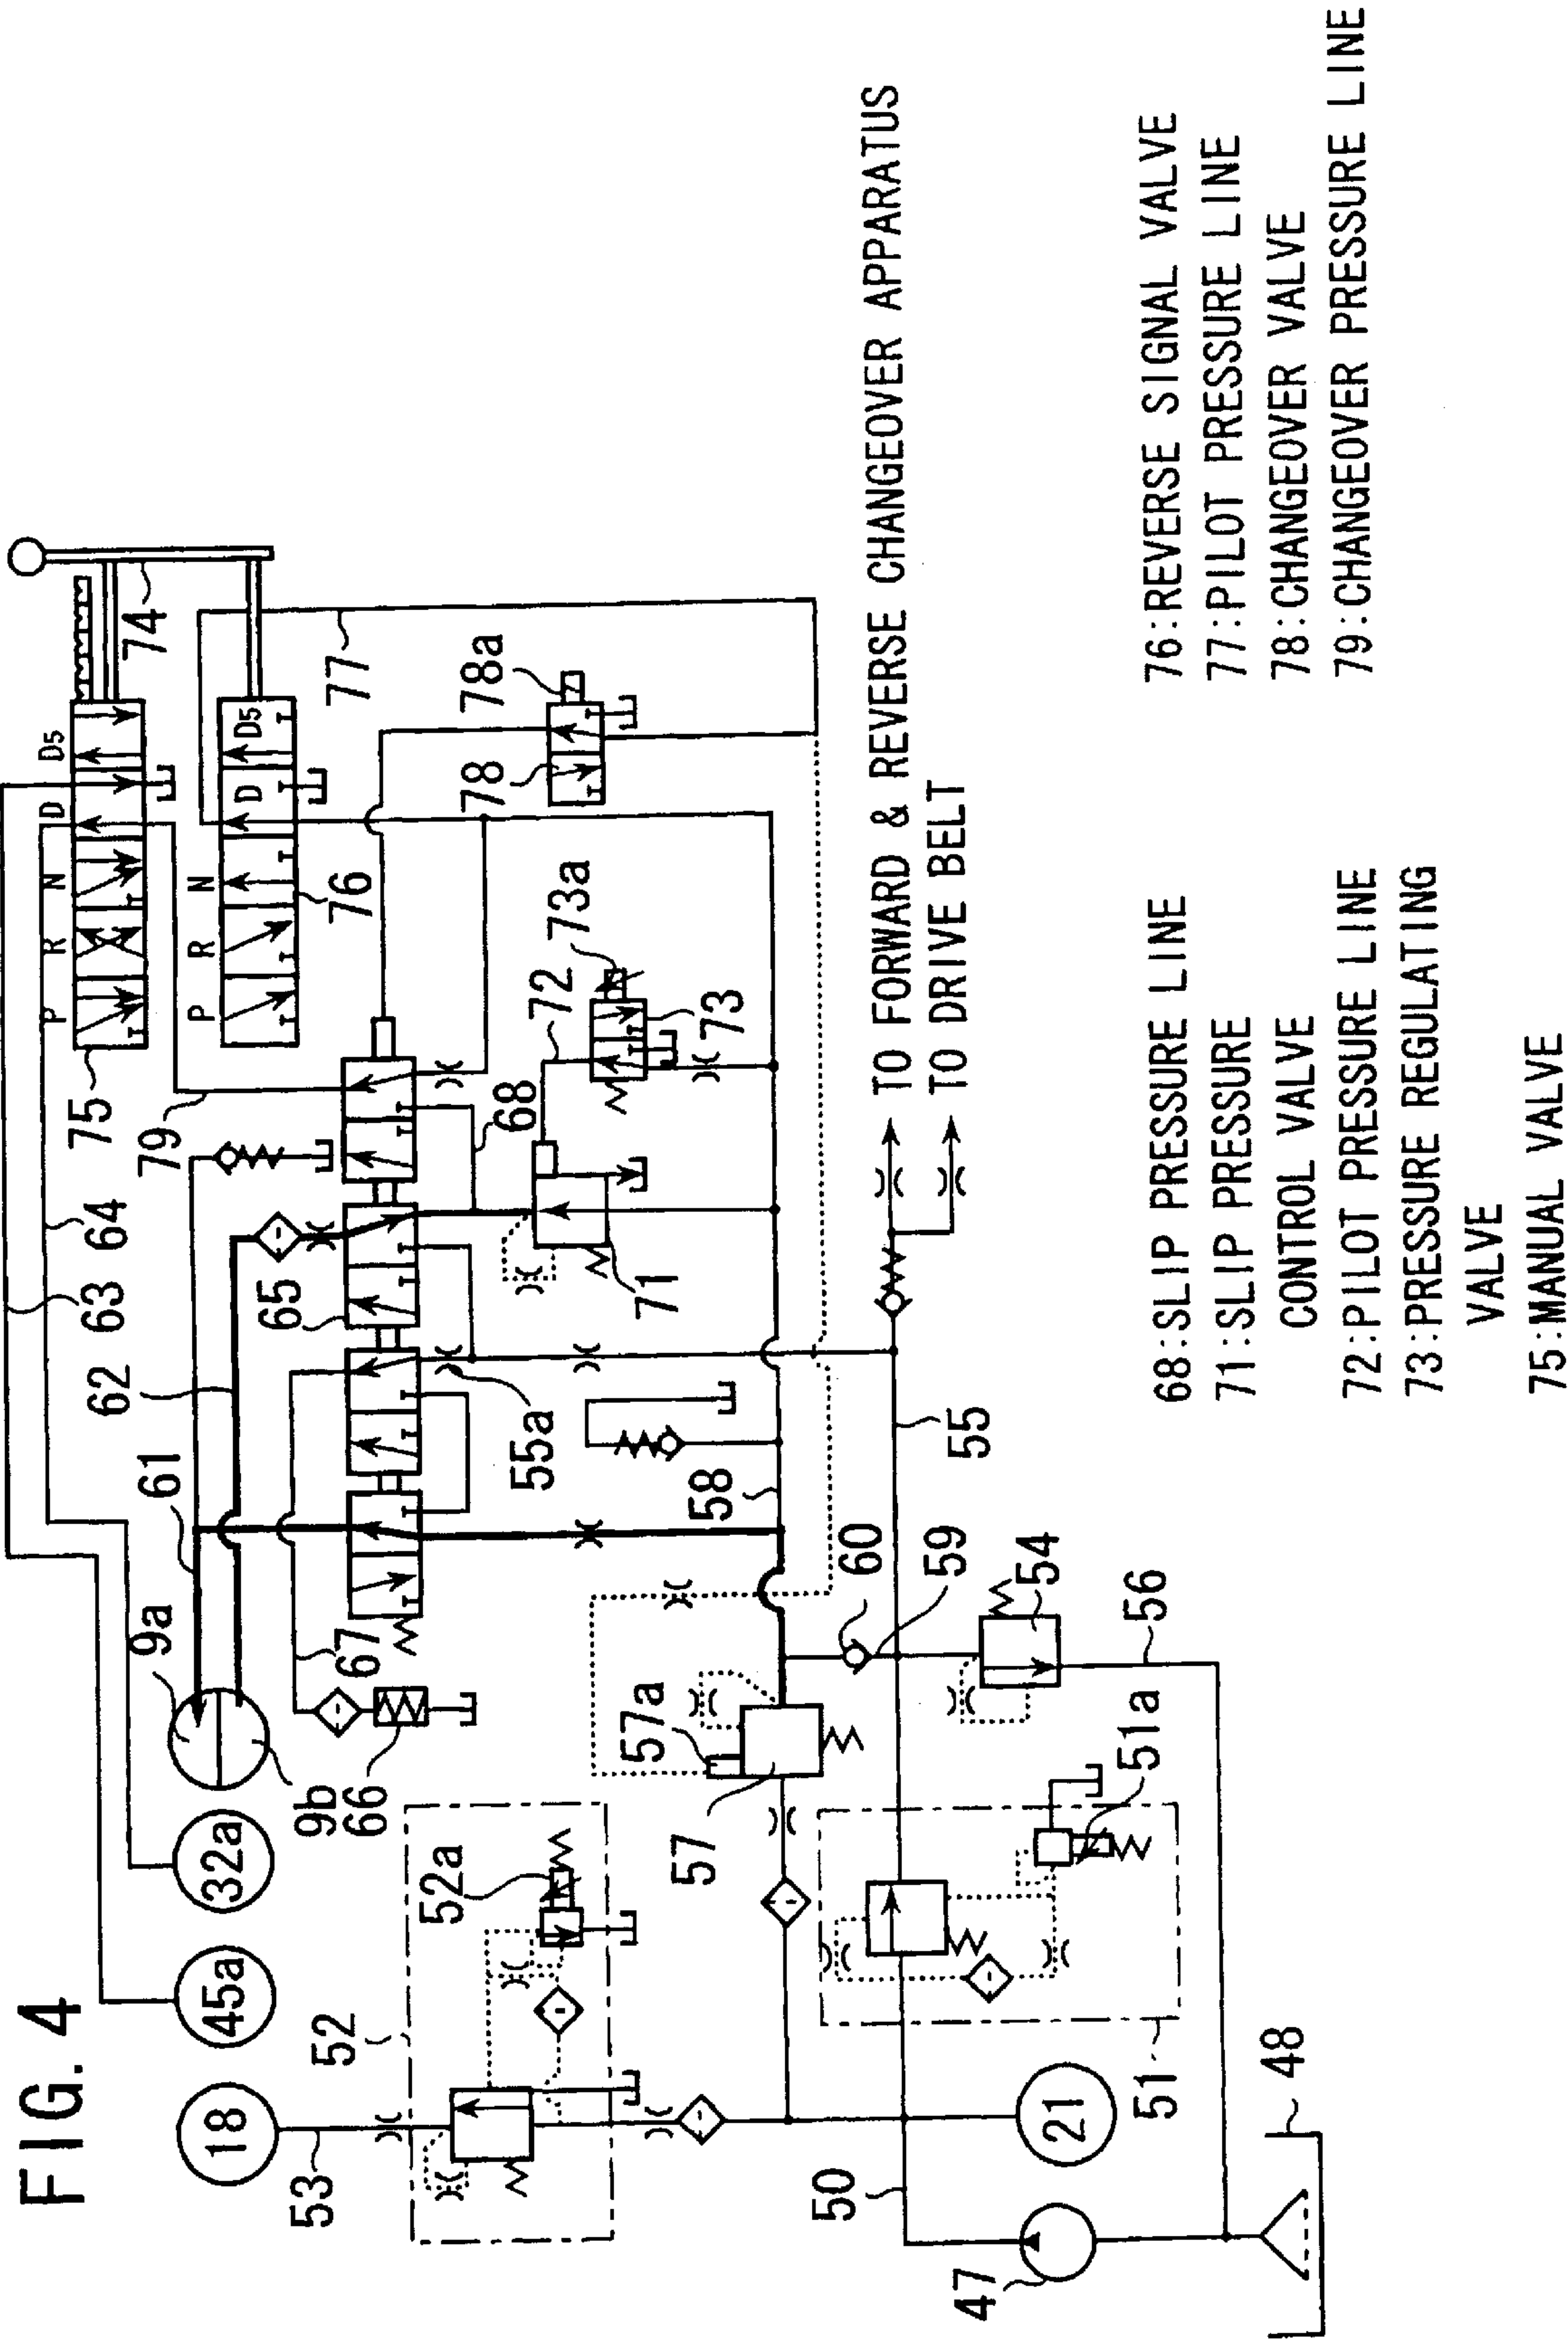 FIG. 4
18
45a
32a
9a
9b
66
61
62
63
64
65
67
79
75
P
R
N
D
D5
P
R
N
D
D5
74
76
77
78
78a
68
72
73a
73
71
55a
58
52
52a
53
57a
57
60
59
55
54
56
51a
51
50
21
47
48
TO FORWARD & REVERSE CHANGEOVER APPARATUS
TO DRIVE BELT
68:SLIP PRESSURE LINE
71:SLIP PRESSURE
CONTROL VALVE
72:PILOT PRESSURE LINE
73:PRESSURE REGULATING
VALVE
75:MANUAL VALVE
76:REVERSE SIGNAL VALVE
77:PILOT PRESSURE LINE
78:CHANGEOVER VALVE
79:CHANGEOVER PRESSURE LINE